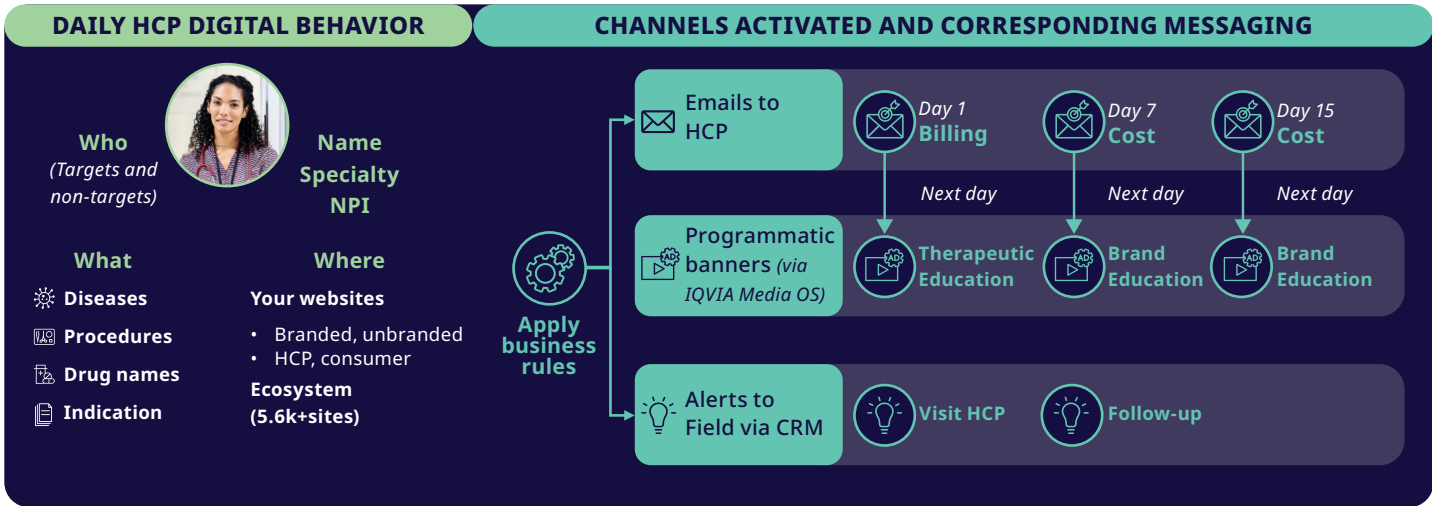 DAILY HCP DIGITAL BEHAVIOR
CHANNELS ACTIVATED AND CORRESPONDING MESSAGING
Who
(Targets and
non-targets)
Name
Specialty
NPI
What
Diseases
Procedures
Drug names
Indication
Where
Your websites
• Branded, unbranded
• HCP, consumer
Ecosystem
(5.6k+sites)
Apply
business
rules
Emails to
HCP
Day 1
Billing
Day 7
Cost
Day 15
Cost
Next day
Next day
Next day
Programmatic
banners (via
IQVIA Media OS)
AD
Therapeutic
Education
AD
Brand
Education
AD
Brand
Education
AD
Alerts to
Field via CRM
Visit HCP
Follow-up